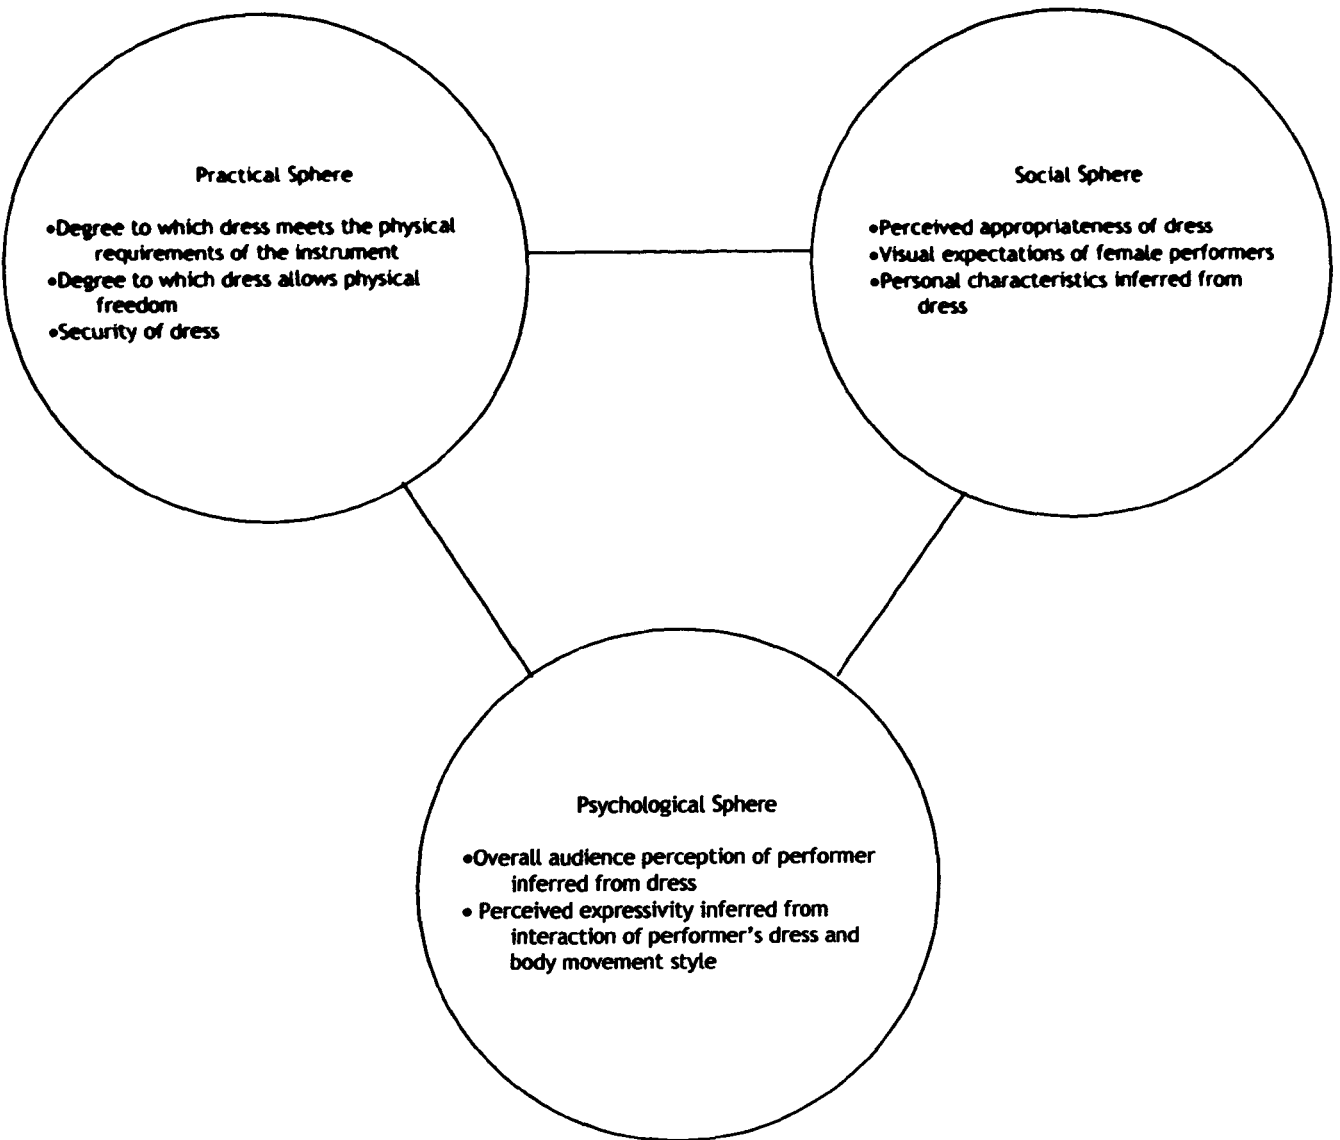 Practical Sphere
•Degree to which dress meets the physical
requirements of the instrument
•Degree to which dress allows physical
freedom
•Security of dress
Social Sphere
•Perceived appropriateness of dress
•Visual expectations of female performers
•Personal characteristics inferred from
dress
Psychological Sphere
•Overall audience perception of performer
inferred from dress
• Perceived expressivity inferred from
interaction of performer's dress and
body movement style